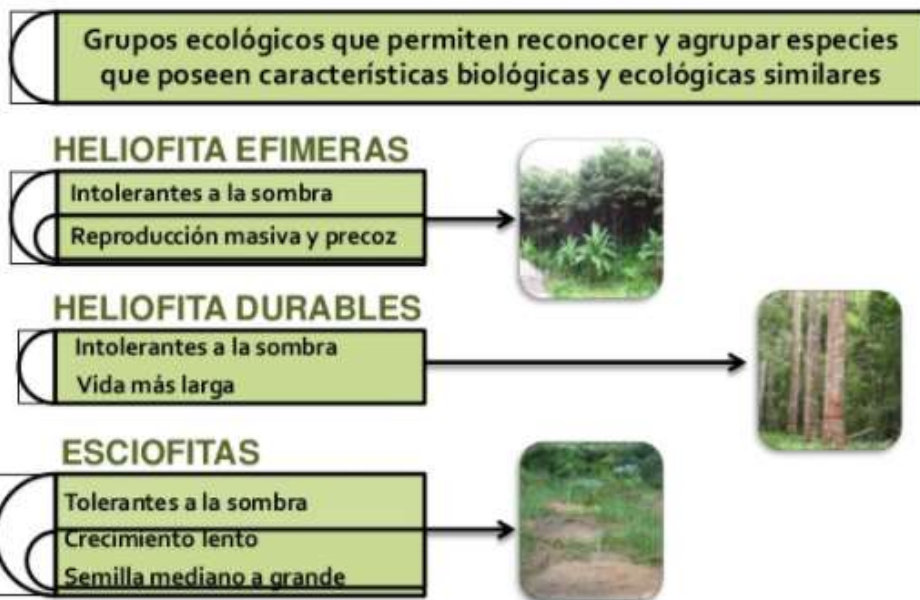 Grupos ecológicos que permiten reconocer y agrupar especies
que poseen características biológicas y ecológicas similares
HELIOFITA EFIMERAS
Intolerantes a la sombra
Reproducción masiva y precoz
HELIOFITA DURABLES
Intolerantes a la sombra
Vida más larga
ESCIOFITAS
Tolerantes a la sombra
Crecimiento lento
Semilla mediano a grande